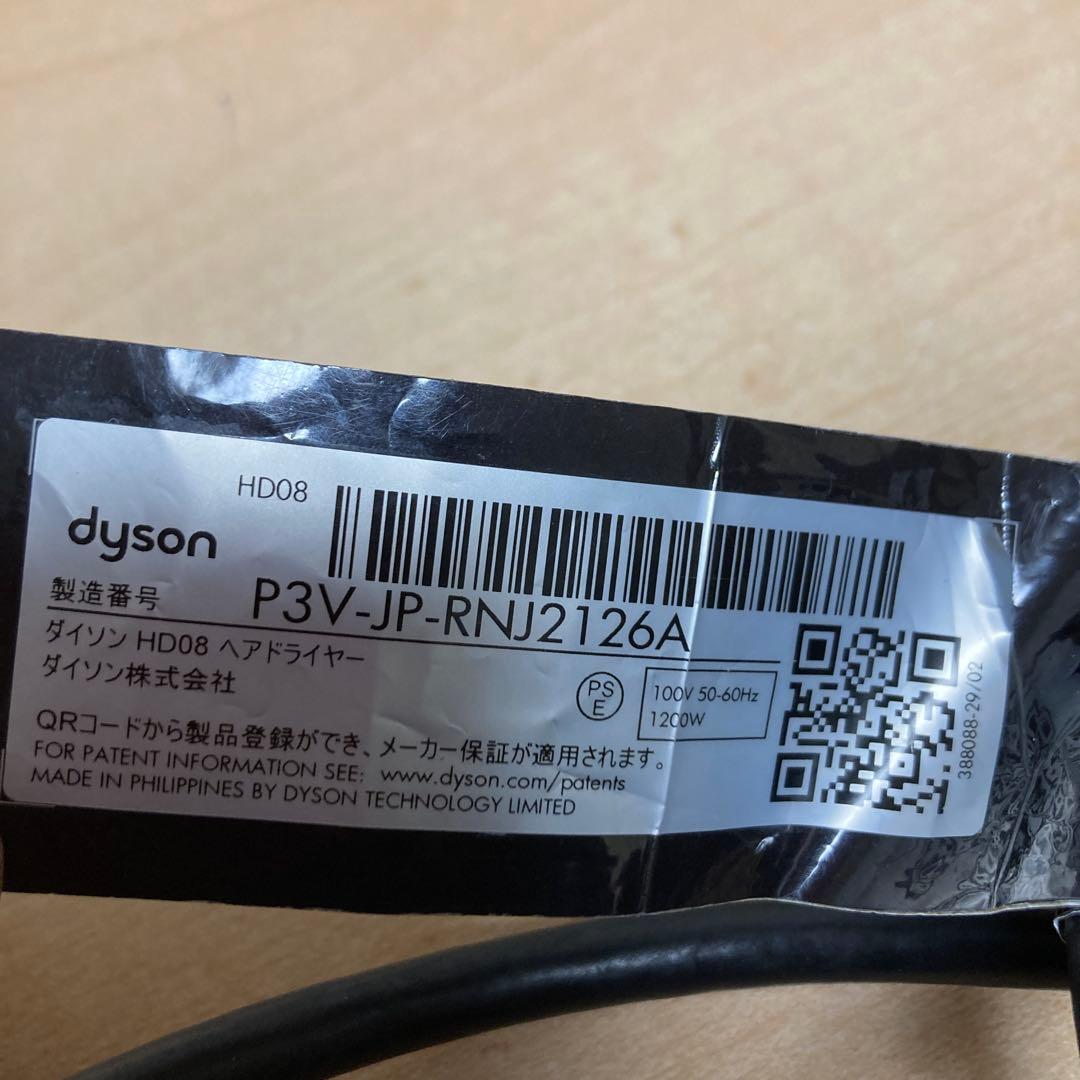 HD08
dyson
製造番号 P3V-JP-RNJ2126A
ダイソン HD08 ヘアドライヤー
ダイソン株式会社
PS
E
100V 50-60Hz
1200W
QRコードから製品登録ができ、メーカー保証が適用されます。
FOR PATENT INFORMATION SEE: www.dyson.com/patents
MADE IN PHILIPPINES BY DYSON TECHNOLOGY LIMITED
388088-29/02